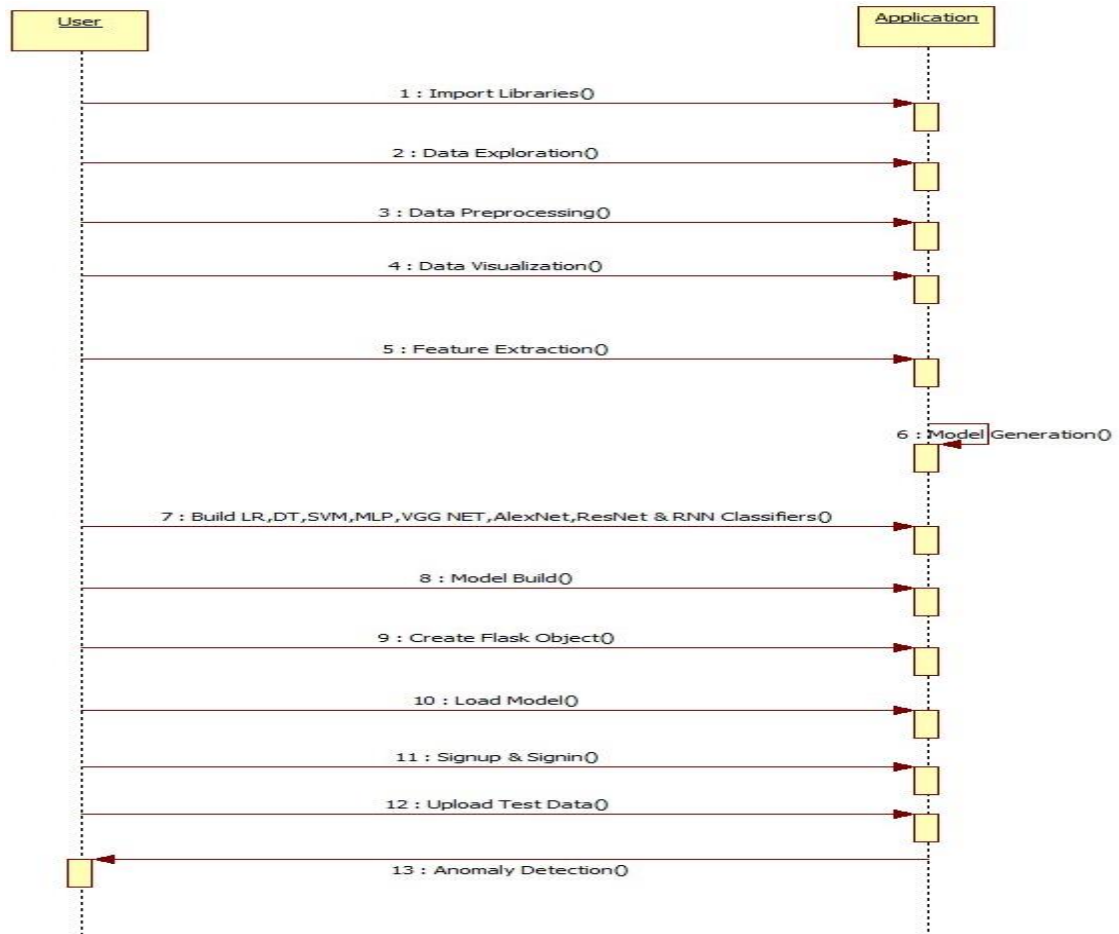 User
Application
1 : Import Libraries()
2 : Data Exploration()
3 : Data Preprocessing()
4 : Data Visualization()
5 : Feature Extraction()
6 : Model Generation()
7 : Build LR,DT,SVM,MLP,VGG NET,AlexNet,ResNet & RNN Classifiers()
8 : Model Build()
9 : Create Flask Object()
10 : Load Model()
11 : Signup & Signin()
12 : Upload Test Data()
13 : Anomaly Detection()